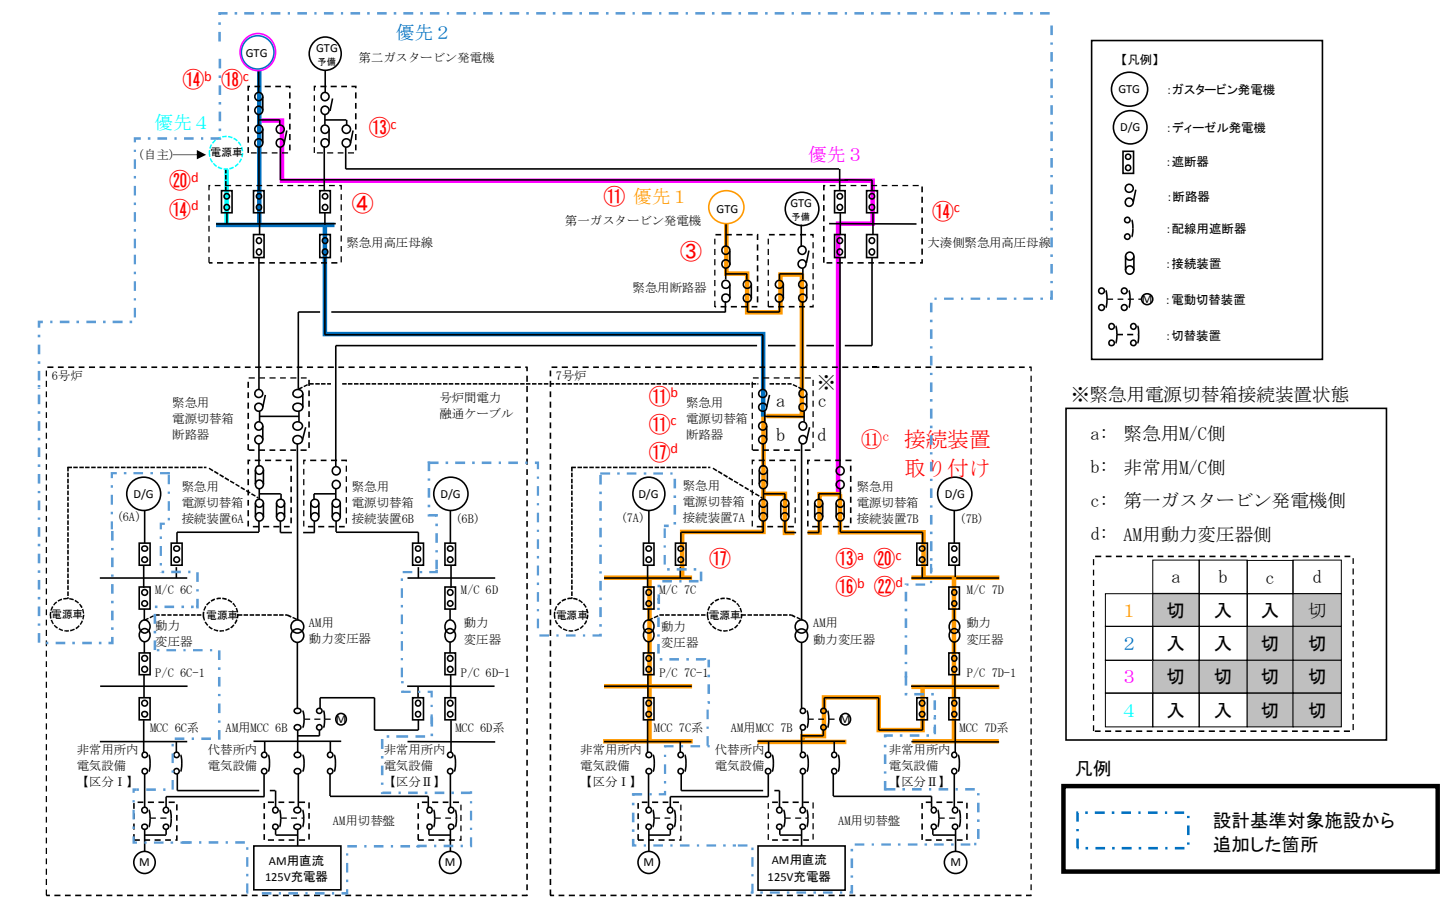 優先２
GTG
GTG
予備
第二ガスタービン発電機
⑭b
⑱c
⑬c
優先４
(自主)
電源車
⑳d
⑭d
④
緊急用高圧母線
優先３
⑪ 優先１
GTG
GTG
予備
第一ガスタービン発電機
③
緊急用断路器
⑭c
大湊側緊急用高圧母線
【凡例】
GTG :ガスタービン発電機
D/G :ディーゼル発電機
:遮断器
:断路器
:配線用遮断器
:接続装置
M :電動切替装置
:切替装置
6号炉
緊急用
電源切替箱
断路器
号炉間電力
融通ケーブル
D/G
(6A)
緊急用
電源切替箱
接続装置6A
緊急用
電源切替箱
接続装置6B
D/G
(6B)
M/C 6C
M/C 6D
電源車
電源車
動力
変圧器
AM用
動力変圧器
動力
変圧器
P/C 6C-1
P/C 6D-1
MCC 6C系
AM用MCC 6B
M
MCC 6D系
非常用所内
電気設備
【区分Ⅰ】
代替所内
電気設備
非常用所内
電気設備
【区分Ⅱ】
AM用切替盤
M
AM用直流
125V充電器
M
7号炉
⑪b
⑪c
⑰d
緊急用
電源切替箱
断路器
※
a
c
b
d
⑪c 接続装置
取り付け
D/G
(7A)
緊急用
電源切替箱
接続装置7A
緊急用
電源切替箱
接続装置7B
D/G
(7B)
⑰
⑬a ⑳c
⑯b ㉒d
M/C 7C
M/C 7D
電源車
電源車
動力
変圧器
AM用
動力変圧器
動力
変圧器
P/C 7C-1
P/C 7D-1
MCC 7C系
AM用MCC 7B
M
MCC 7D系
非常用所内
電気設備
【区分Ⅰ】
代替所内
電気設備
非常用所内
電気設備
【区分Ⅱ】
AM用切替盤
M
AM用直流
125V充電器
M
※緊急用電源切替箱接続装置状態
a: 緊急用M/C側
b: 非常用M/C側
c: 第一ガスタービン発電機側
d: AM用動力変圧器側
a b c d
1 切 入 入 切
2 入 入 切 切
3 切 切 切 切
4 入 入 切 切
凡例
設計基準対象施設から
追加した箇所